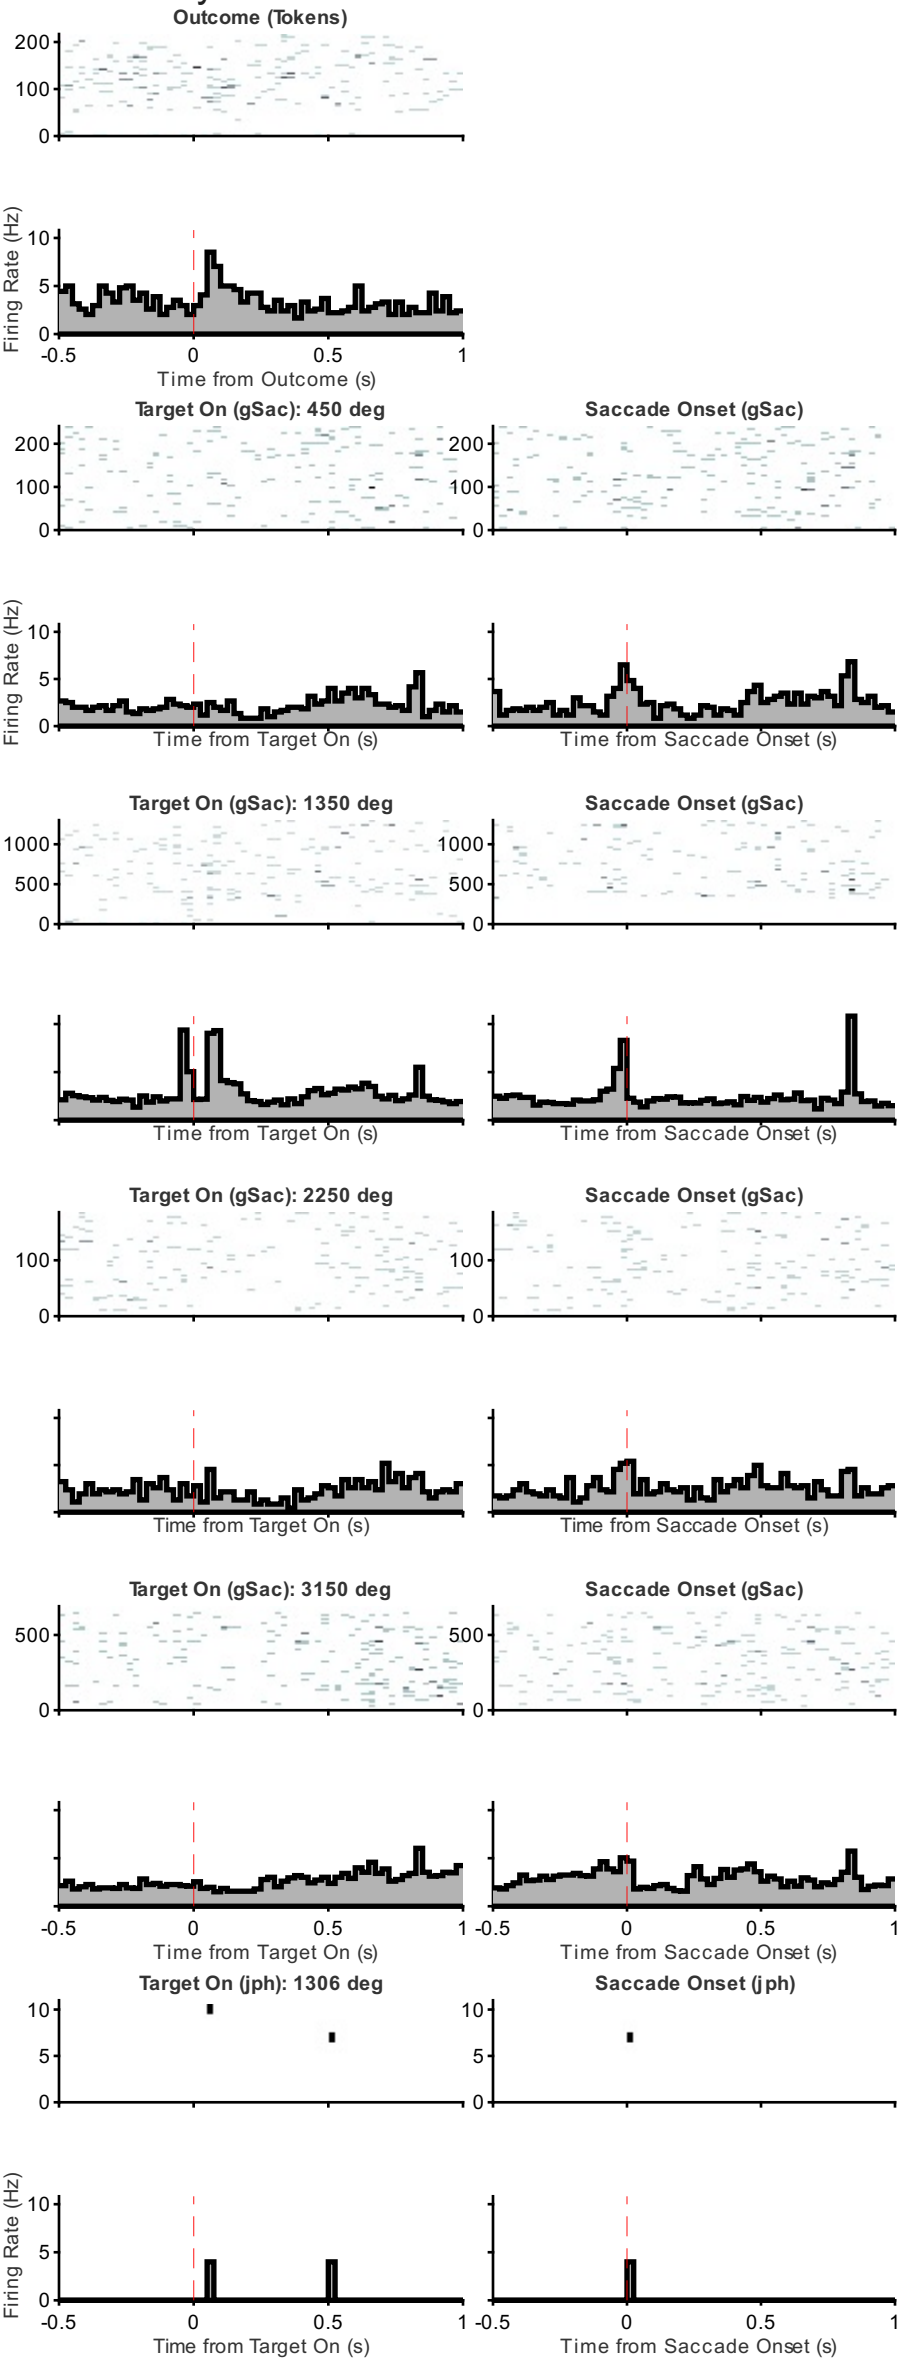 Outcome (Tokens)
200
100
0
-0.5 0 0.5 1
Firing Rate (Hz)
10
5
0
-0.5 0 0.5 1
Time from Outcome (s)
Target On (gSac): 450 deg Saccade Onset (gSac)
200 200
100 100
0 0
Firing Rate (Hz)
10
5
0
Time from Target On (s) Time from Saccade Onset (s)
Target On (gSac): 1350 deg Saccade Onset (gSac)
1000 1000
500 500
0 0
Time from Target On (s) Time from Saccade Onset (s)
Target On (gSac): 2250 deg Saccade Onset (gSac)
100 100
0 0
Time from Target On (s) Time from Saccade Onset (s)
Target On (gSac): 3150 deg Saccade Onset (gSac)
500 500
0 0
-0.5 0 0.5 1 -0.5 0 0.5 1
Time from Target On (s) Time from Saccade Onset (s)
Target On (jph): 1306 deg Saccade Onset (jph)
10 10
5 5
0 0
Firing Rate (Hz)
10
5
0
-0.5 0 0.5 1 -0.5 0 0.5 1
Time from Target On (s) Time from Saccade Onset (s)